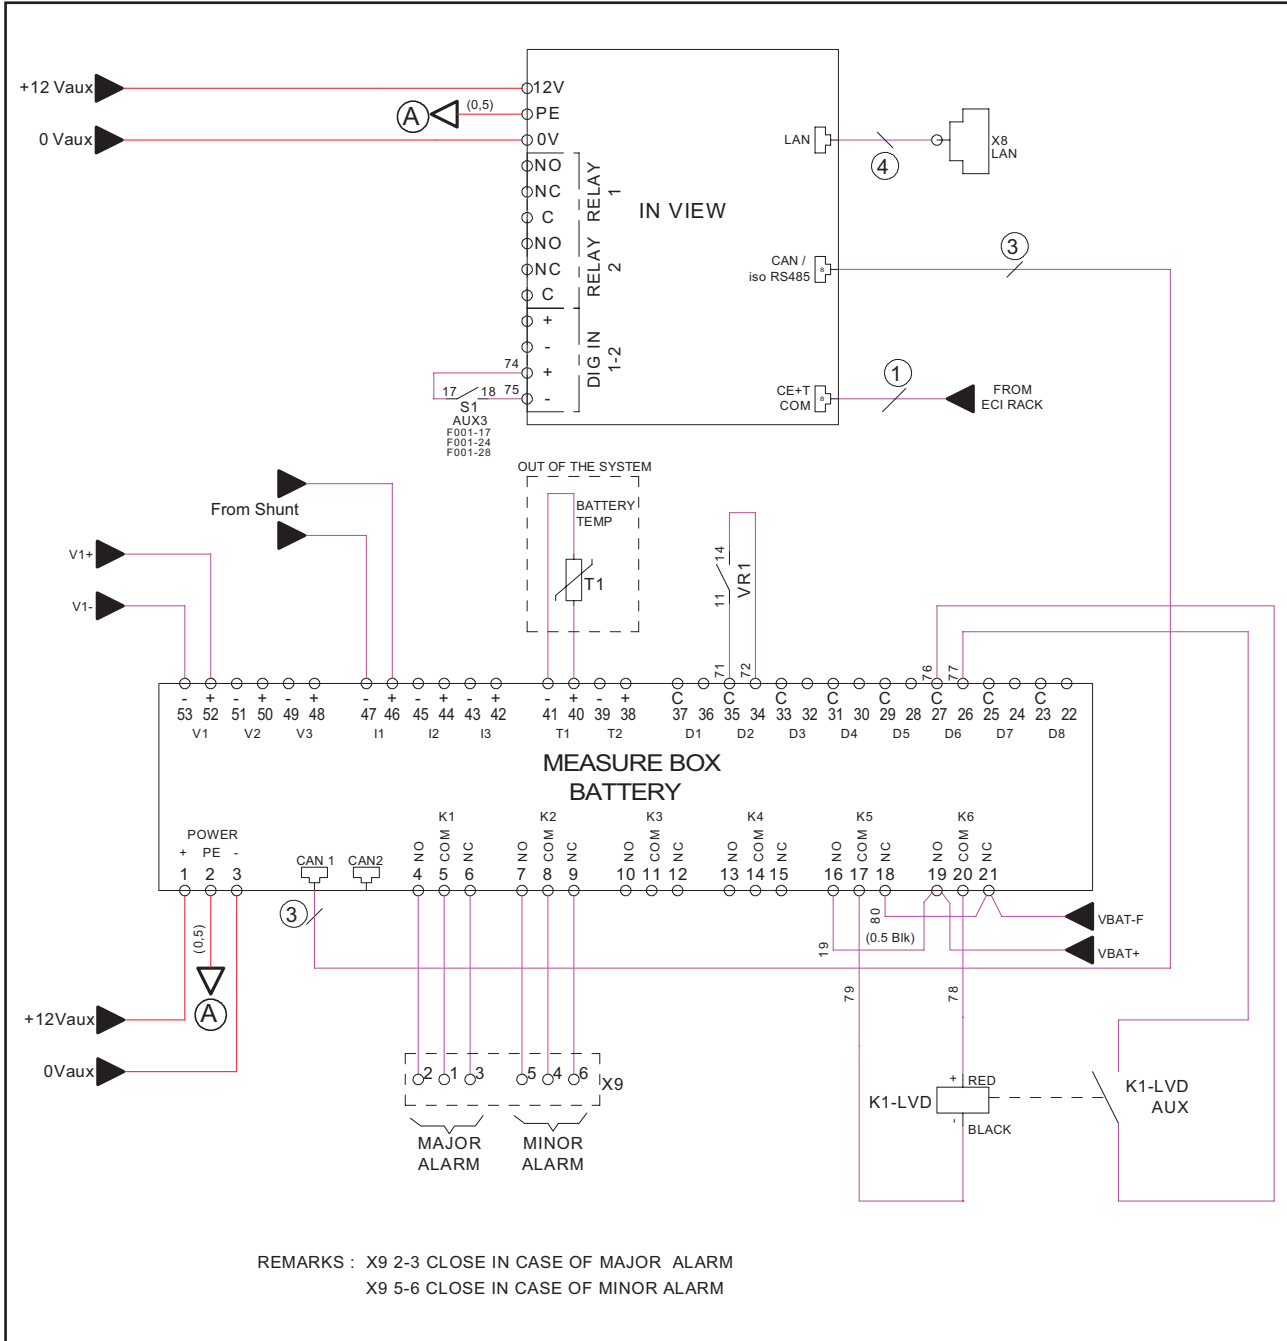 +12 Vaux
A
(0,5)
0 Vaux
12V
PE
0V
NO
NC
C
RELAY 1
NO
NC
C
RELAY 2
+
-
+
-
DIG IN 1-2
IN VIEW
LAN
4
X8
LAN
CAN /
iso RS485
8
3
CE+T
COM
8
1
FROM
ECI RACK
74
17 18 75
S1
AUX3
F001-17
F001-24
F001-28
OUT OF THE SYSTEM
BATTERY
TEMP
T1
From Shunt
V1+
V1-
14
11
VR1
71 72
76 77
- + - + - + - + - + - + - + - + C C C C C C C C
53 52 51 50 49 48 47 46 45 44 43 42 41 40 39 38 37 36 35 34 33 32 31 30 29 28 27 26 25 24 23 22
V1 V2 V3 I1 I2 I3 T1 T2 D1 D2 D3 D4 D5 D6 D7 D8
MEASURE BOX
BATTERY
POWER
+ PE -
1 2 3
CAN 1 CAN2
K1 K2 K3 K4 K5 K6
NO COM NC NO COM NC NO COM NC NO COM NC NO COM NC NO COM NC
4 5 6 7 8 9 10 11 12 13 14 15 16 17 18 19 20 21
3
(0,5)
A
+12Vaux
0Vaux
19
80
(0.5 Blk)
VBAT-F
VBAT+
79
78
2 1 3 5 4 6 X9
MAJOR
ALARM
MINOR
ALARM
K1-LVD
+ RED
- BLACK
K1-LVD
AUX
REMARKS : X9 2-3 CLOSE IN CASE OF MAJOR ALARM
X9 5-6 CLOSE IN CASE OF MINOR ALARM